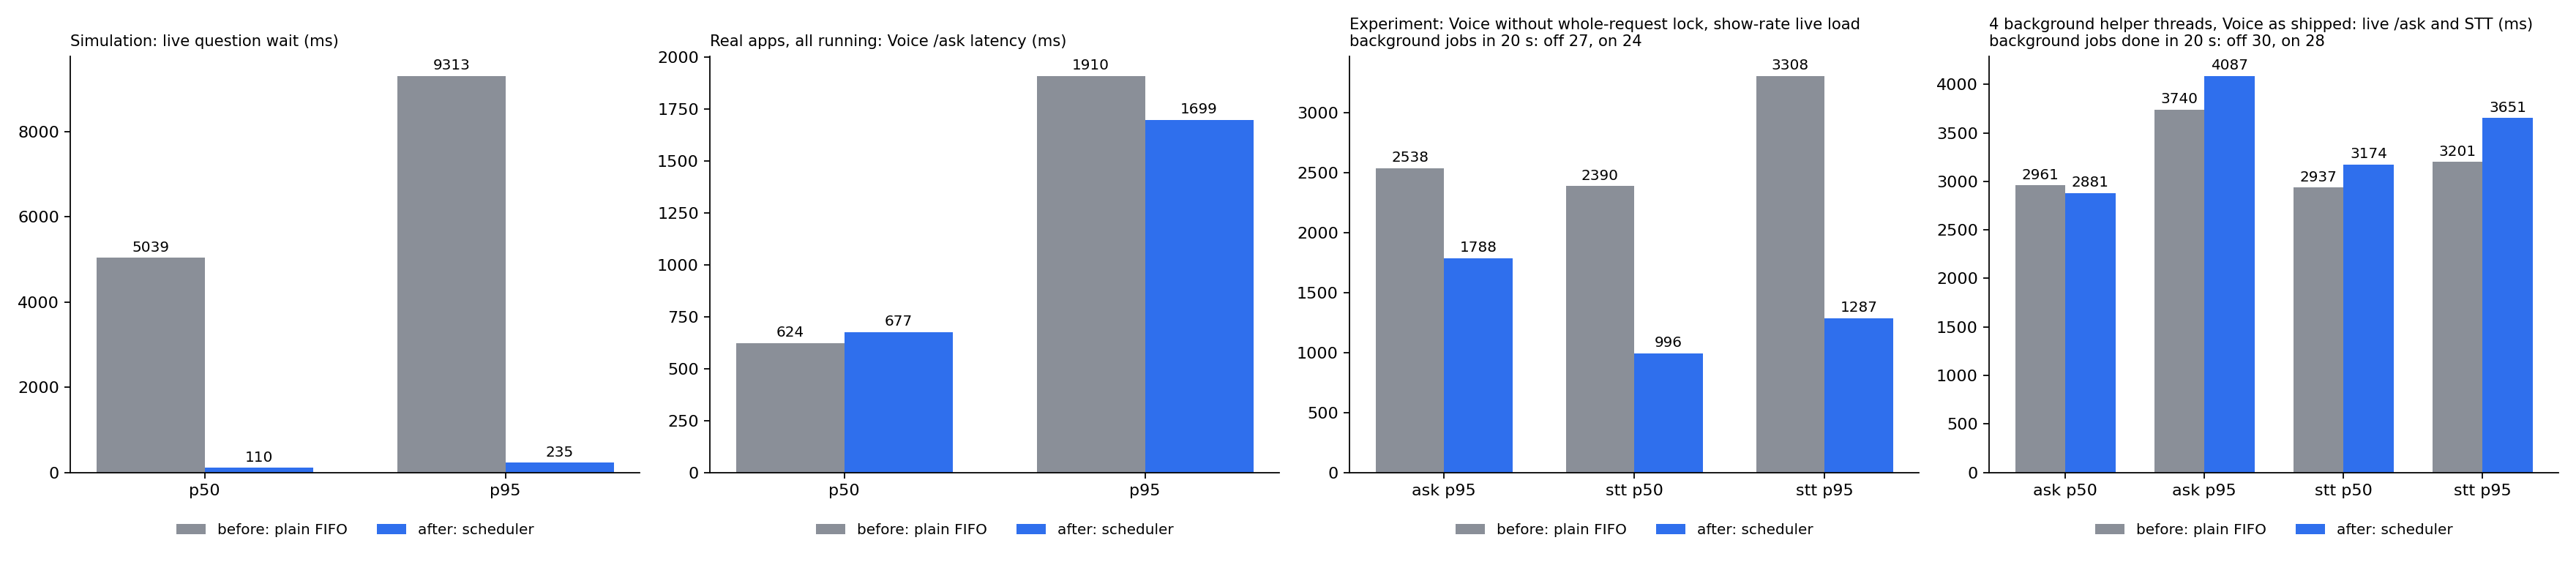 Simulation: live question wait (ms)
9313
8000
6000
5039
4000
2000
110
235
0
p50
p95
before: plain FIFO
after: scheduler
Real apps, all running: Voice /ask latency (ms)
2000
1910
1750
1699
1500
1250
1000
750
624
677
500
250
0
p50
p95
before: plain FIFO
after: scheduler
Experiment: Voice without whole-request lock, show-rate live load
background jobs in 20 s: off 27, on 24
3308
3000
2538
2500
2390
2000
1788
1500
1287
1000
996
500
0
ask p95
stt p50
stt p95
before: plain FIFO
after: scheduler
4 background helper threads, Voice as shipped: live /ask and STT (ms)
background jobs done in 20 s: off 30, on 28
4087
4000
3740
3651
3500
3201
3174
3000
2961
2881
2937
2500
2000
1500
1000
500
0
ask p50
ask p95
stt p50
stt p95
before: plain FIFO
after: scheduler